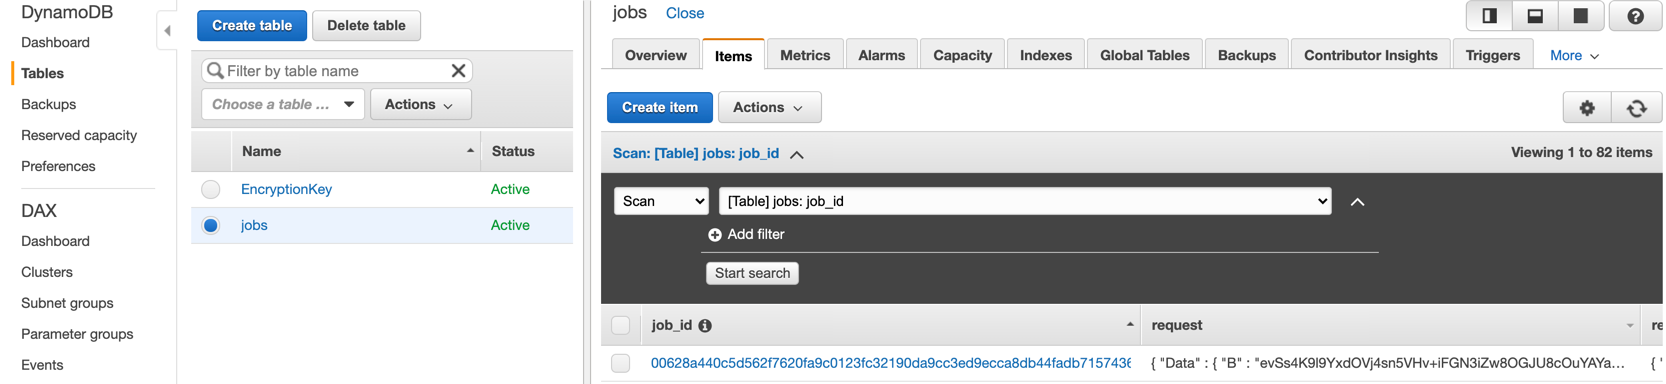 DynamoDB
Dashboard
Tables
Backups
Reserved capacity
Preferences
DAX
Dashboard
Clusters
Subnet groups
Parameter groups
Events
Create table
Delete table
Filter by table name
Choose a table ...
Actions
Name
Status
EncryptionKey
Active
jobs
Active
jobs
Close
Overview
Items
Metrics
Alarms
Capacity
Indexes
Global Tables
Backups
Contributor Insights
Triggers
More
Create item
Actions
Scan: [Table] jobs: job_id
Viewing 1 to 82 items
Scan
[Table] jobs: job_id
Add filter
Start search
job_id
request
re
00628a440c5d562f7620fa9c0123fc32190da9cc3ed9ecca8db44fadb7157436
{ "Data" : { "B" : "evSs4K9l9YxdOVj4sn5VHv+iFGN3iZw8OGJU8cOuYAYa...
{ "